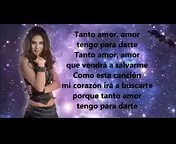 Tanto amor, amor
tengo para darte
Tanto amor, amor
que vendrá a salvarme
Como esta canción
mi corazón ira a buscarte
porque tanto amor
tengo para darte